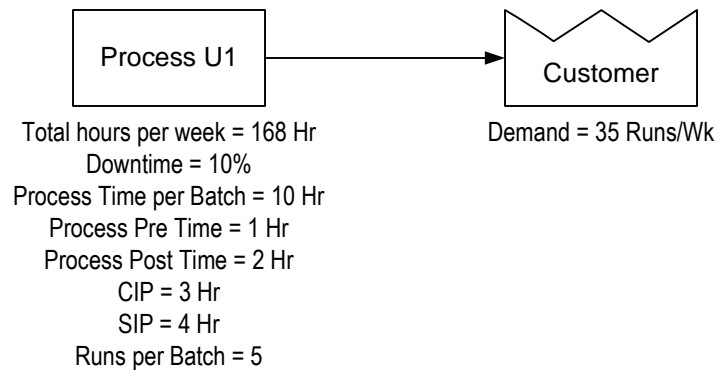 Process U1
Customer
Total hours per week = 168 Hr
Downtime = 10%
Process Time per Batch = 10 Hr
Process Pre Time = 1 Hr
Process Post Time = 2 Hr
CIP = 3 Hr
SIP = 4 Hr
Runs per Batch = 5
Demand = 35 Runs/Wk